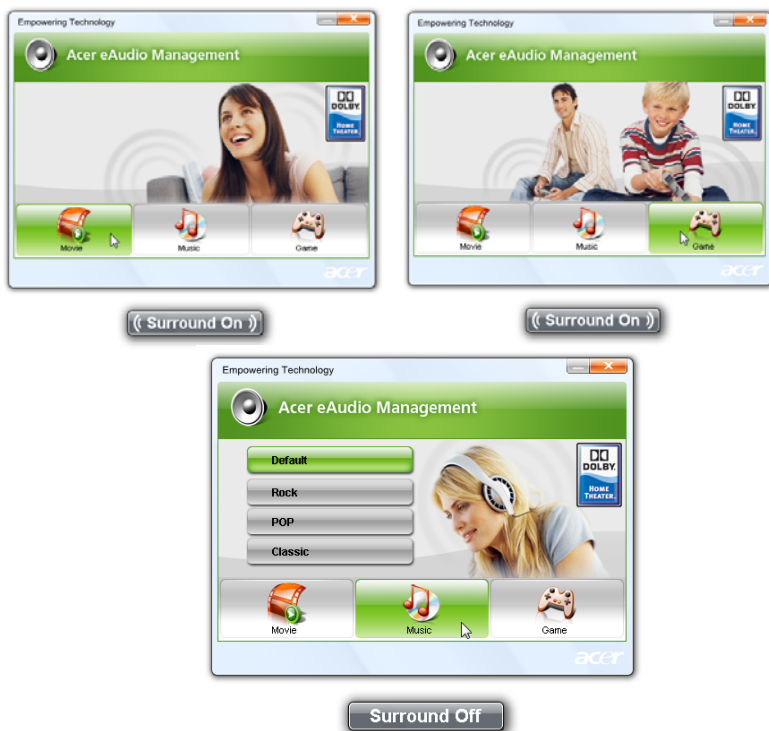 Empowering Technology
Acer eAudio Management
DOLBY
HOME
THEATER
Movie
Music
Game
acer
((Surround On))
Empowering Technology
Acer eAudio Management
DOLBY
HOME
THEATER
Movie
Music
Game
acer
((Surround On))
Empowering Technology
Acer eAudio Management
Default
Rock
POP
Classic
DOLBY
HOME
THEATER
Movie
Music
Game
acer
Surround Off